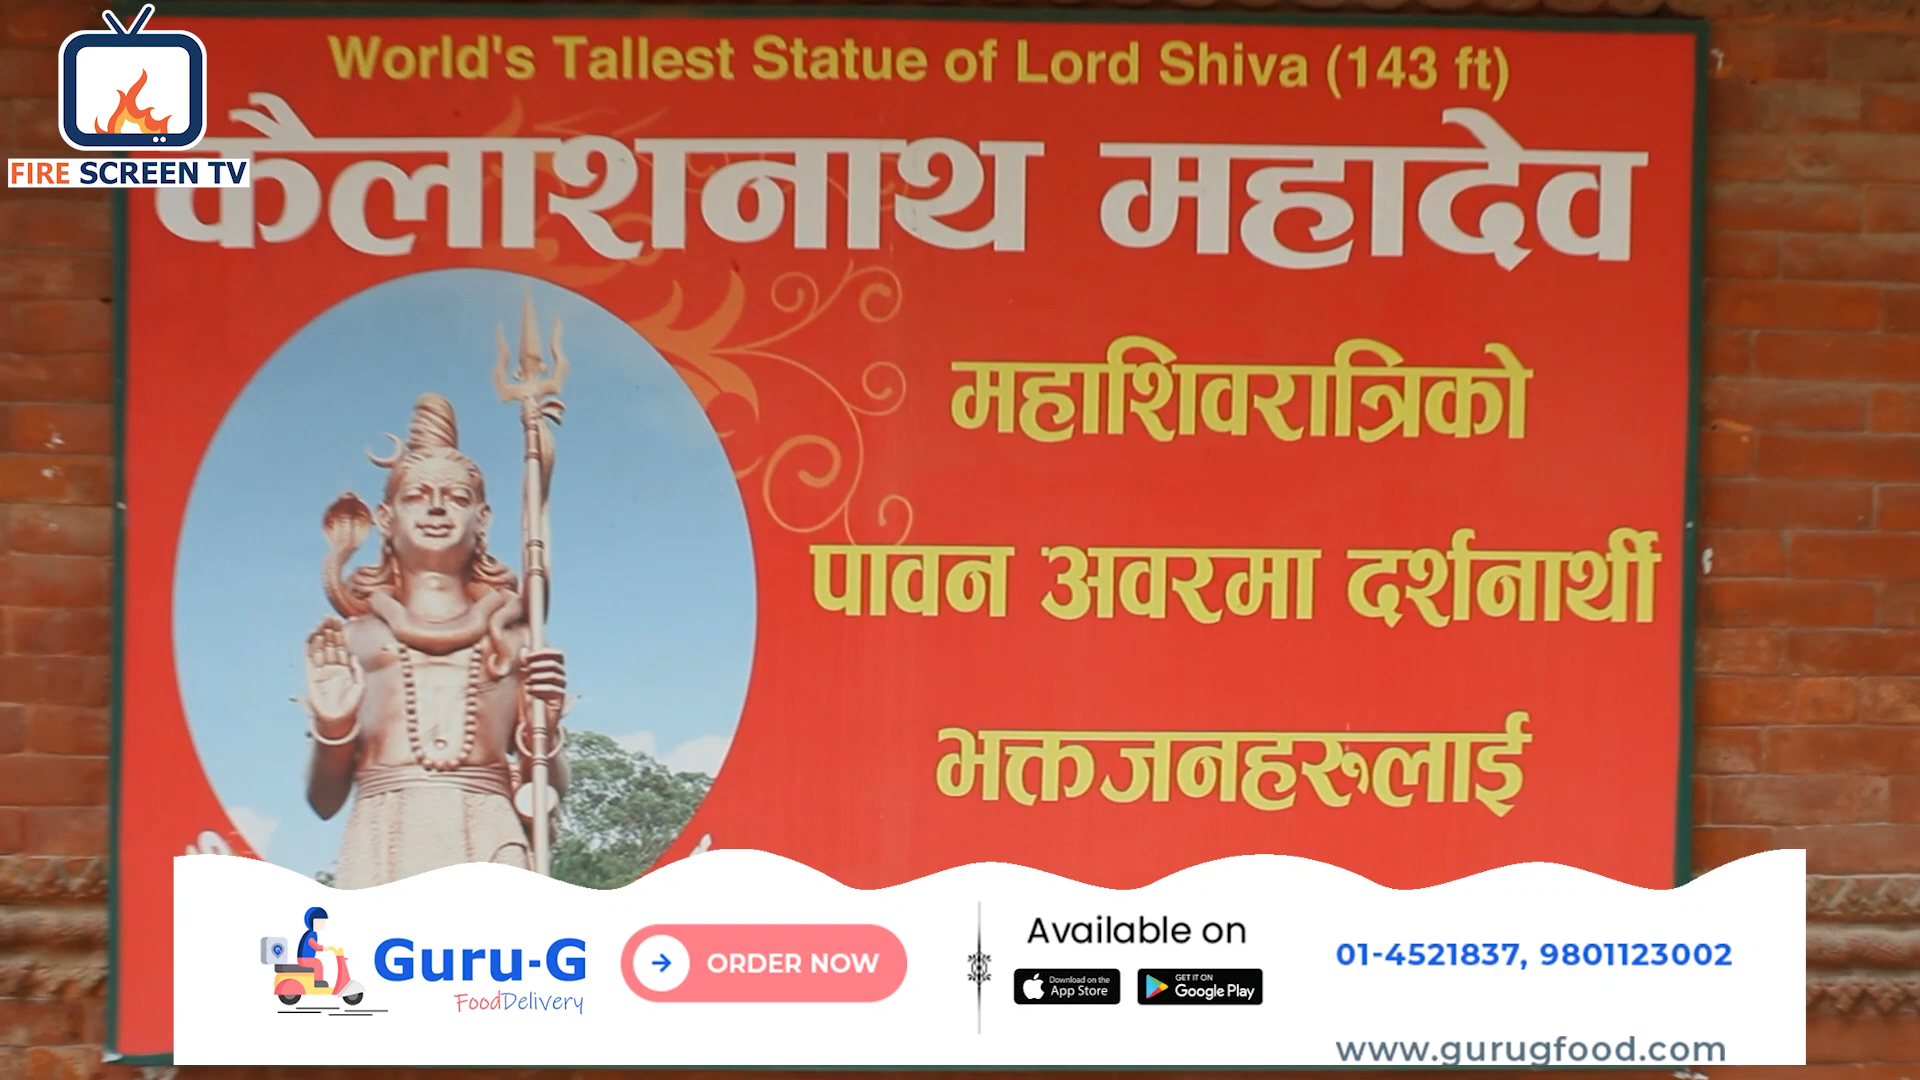 World's Tallest Statue of Lord Shiva (143 ft)
FIRE SCREEN TV
कैलाशनाथ महादेव
महाशिवरात्रिको
पावन अवरमा दर्शनार्थी
भक्तजनहरूलाई
Guru-G
FoodDelivery
ORDER NOW
Available on
Download on the
App Store
GET IT ON
Google Play
01-4521837, 9801123002
www.gurugfood.com